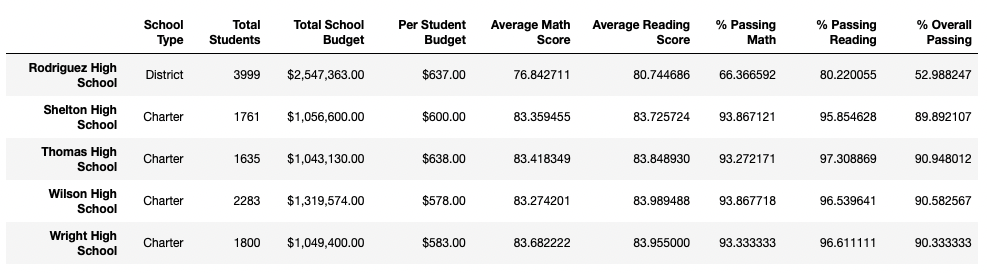 School Type Total Students Total School Budget Per Student Budget Average Math Score Average Reading Score % Passing Math % Passing Reading % Overall Passing
Rodriguez High School District 3999 $2,547,363.00 $637.00 76.842711 80.744686 66.366592 80.220055 52.988247
Shelton High School Charter 1761 $1,056,600.00 $600.00 83.359455 83.725724 93.867121 95.854628 89.892107
Thomas High School Charter 1635 $1,043,130.00 $638.00 83.418349 83.848930 93.272171 97.308869 90.948012
Wilson High School Charter 2283 $1,319,574.00 $578.00 83.274201 83.989488 93.867718 96.539641 90.582567
Wright High School Charter 1800 $1,049,400.00 $583.00 83.682222 83.955000 93.333333 96.611111 90.333333